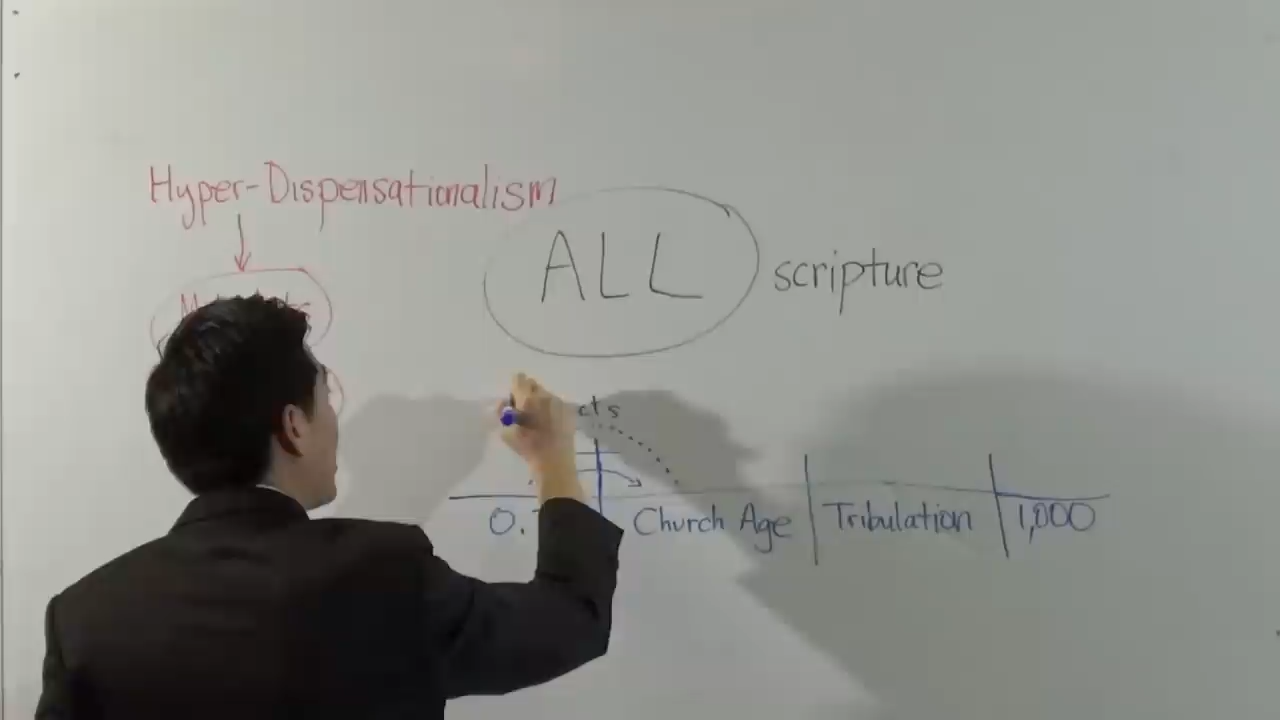 Hyper-Dispensationalism
ALL scripture
Church Age Tribulation 1,000